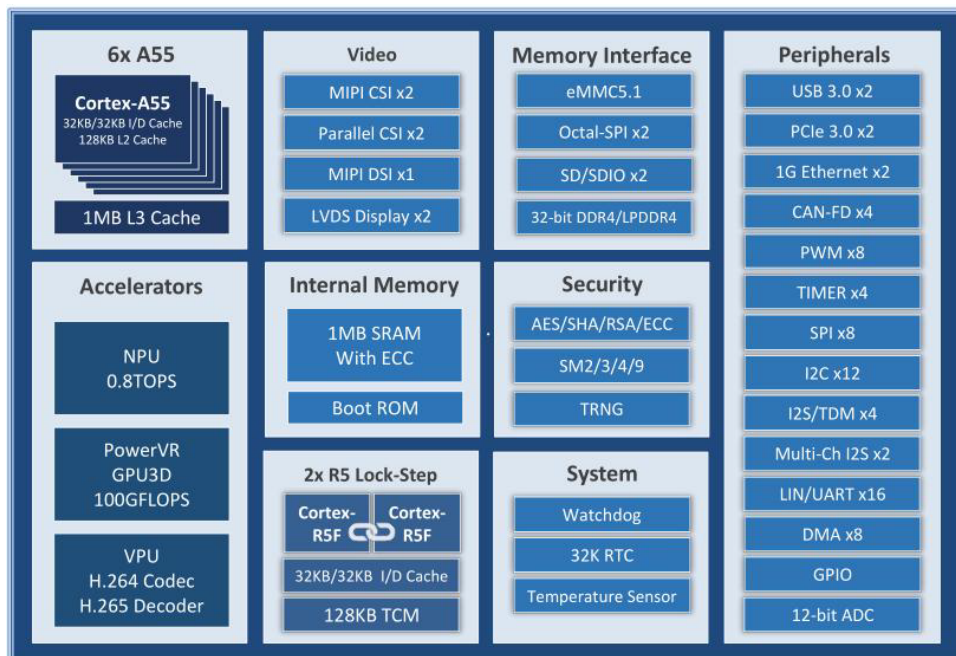 6x A55
Cortex-A55
32KB/32KB I/D Cache
128KB L2 Cache
1MB L3 Cache
Video
MIPI CSI x2
Parallel CSI x2
MIPI DSI x1
LVDS Display x2
Memory Interface
eMMC5.1
Octal-SPI x2
SD/SDIO x2
32-bit DDR4/LPDDR4
Peripherals
USB 3.0 x2
PCIe 3.0 x2
1G Ethernet x2
CAN-FD x4
PWM x8
TIMER x4
SPI x8
I2C x12
I2S/TDM x4
Multi-Ch I2S x2
LIN/UART x16
DMA x8
GPIO
12-bit ADC
Accelerators
NPU
0.8TOPS
PowerVR
GPU3D
100GFLOPS
VPU
H.264 Codec
H.265 Decoder
Internal Memory
1MB SRAM
With ECC
Boot ROM
Security
AES/SHA/RSA/ECC
SM2/3/4/9
TRNG
2x R5 Lock-Step
Cortex-
R5F
Cortex-
R5F
32KB/32KB I/D Cache
128KB TCM
System
Watchdog
32K RTC
Temperature Sensor